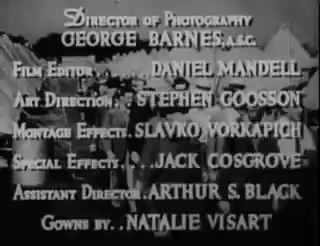 Director of Photography
GEORGE BARNES, A.S.C.
Film Editor...... DANIEL MANDELL
Art Direction.. STEPHEN GOOSSON
Montage Effects. SLAVKO VORKAPICH
Special Effects.... JACK COSGROVE
Assistant Director. ARTHUR S. BLACK
Gowns by.. NATALIE VISART